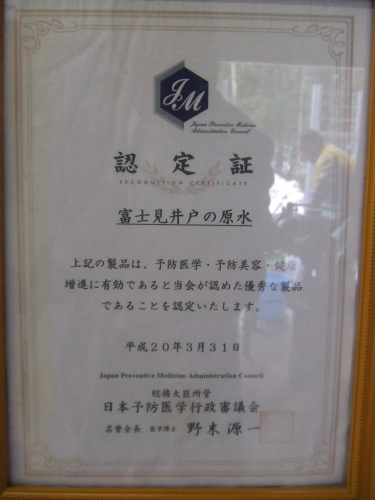 JM
Japan Preventive Medicine
Administration Council
認定証
RECOGNITION CERTIFICATE
富士見井戸の原水
上記の製品は、予防医学・予防美容・健康
増進に有効であると当会が認めた優秀な製品
であることを認定いたします。
平成20年3月31日
Japan Preventive Medicine Administration Council
総務大臣所管
日本予防医学行政審議会
名誉会長 医学博士 野末源一